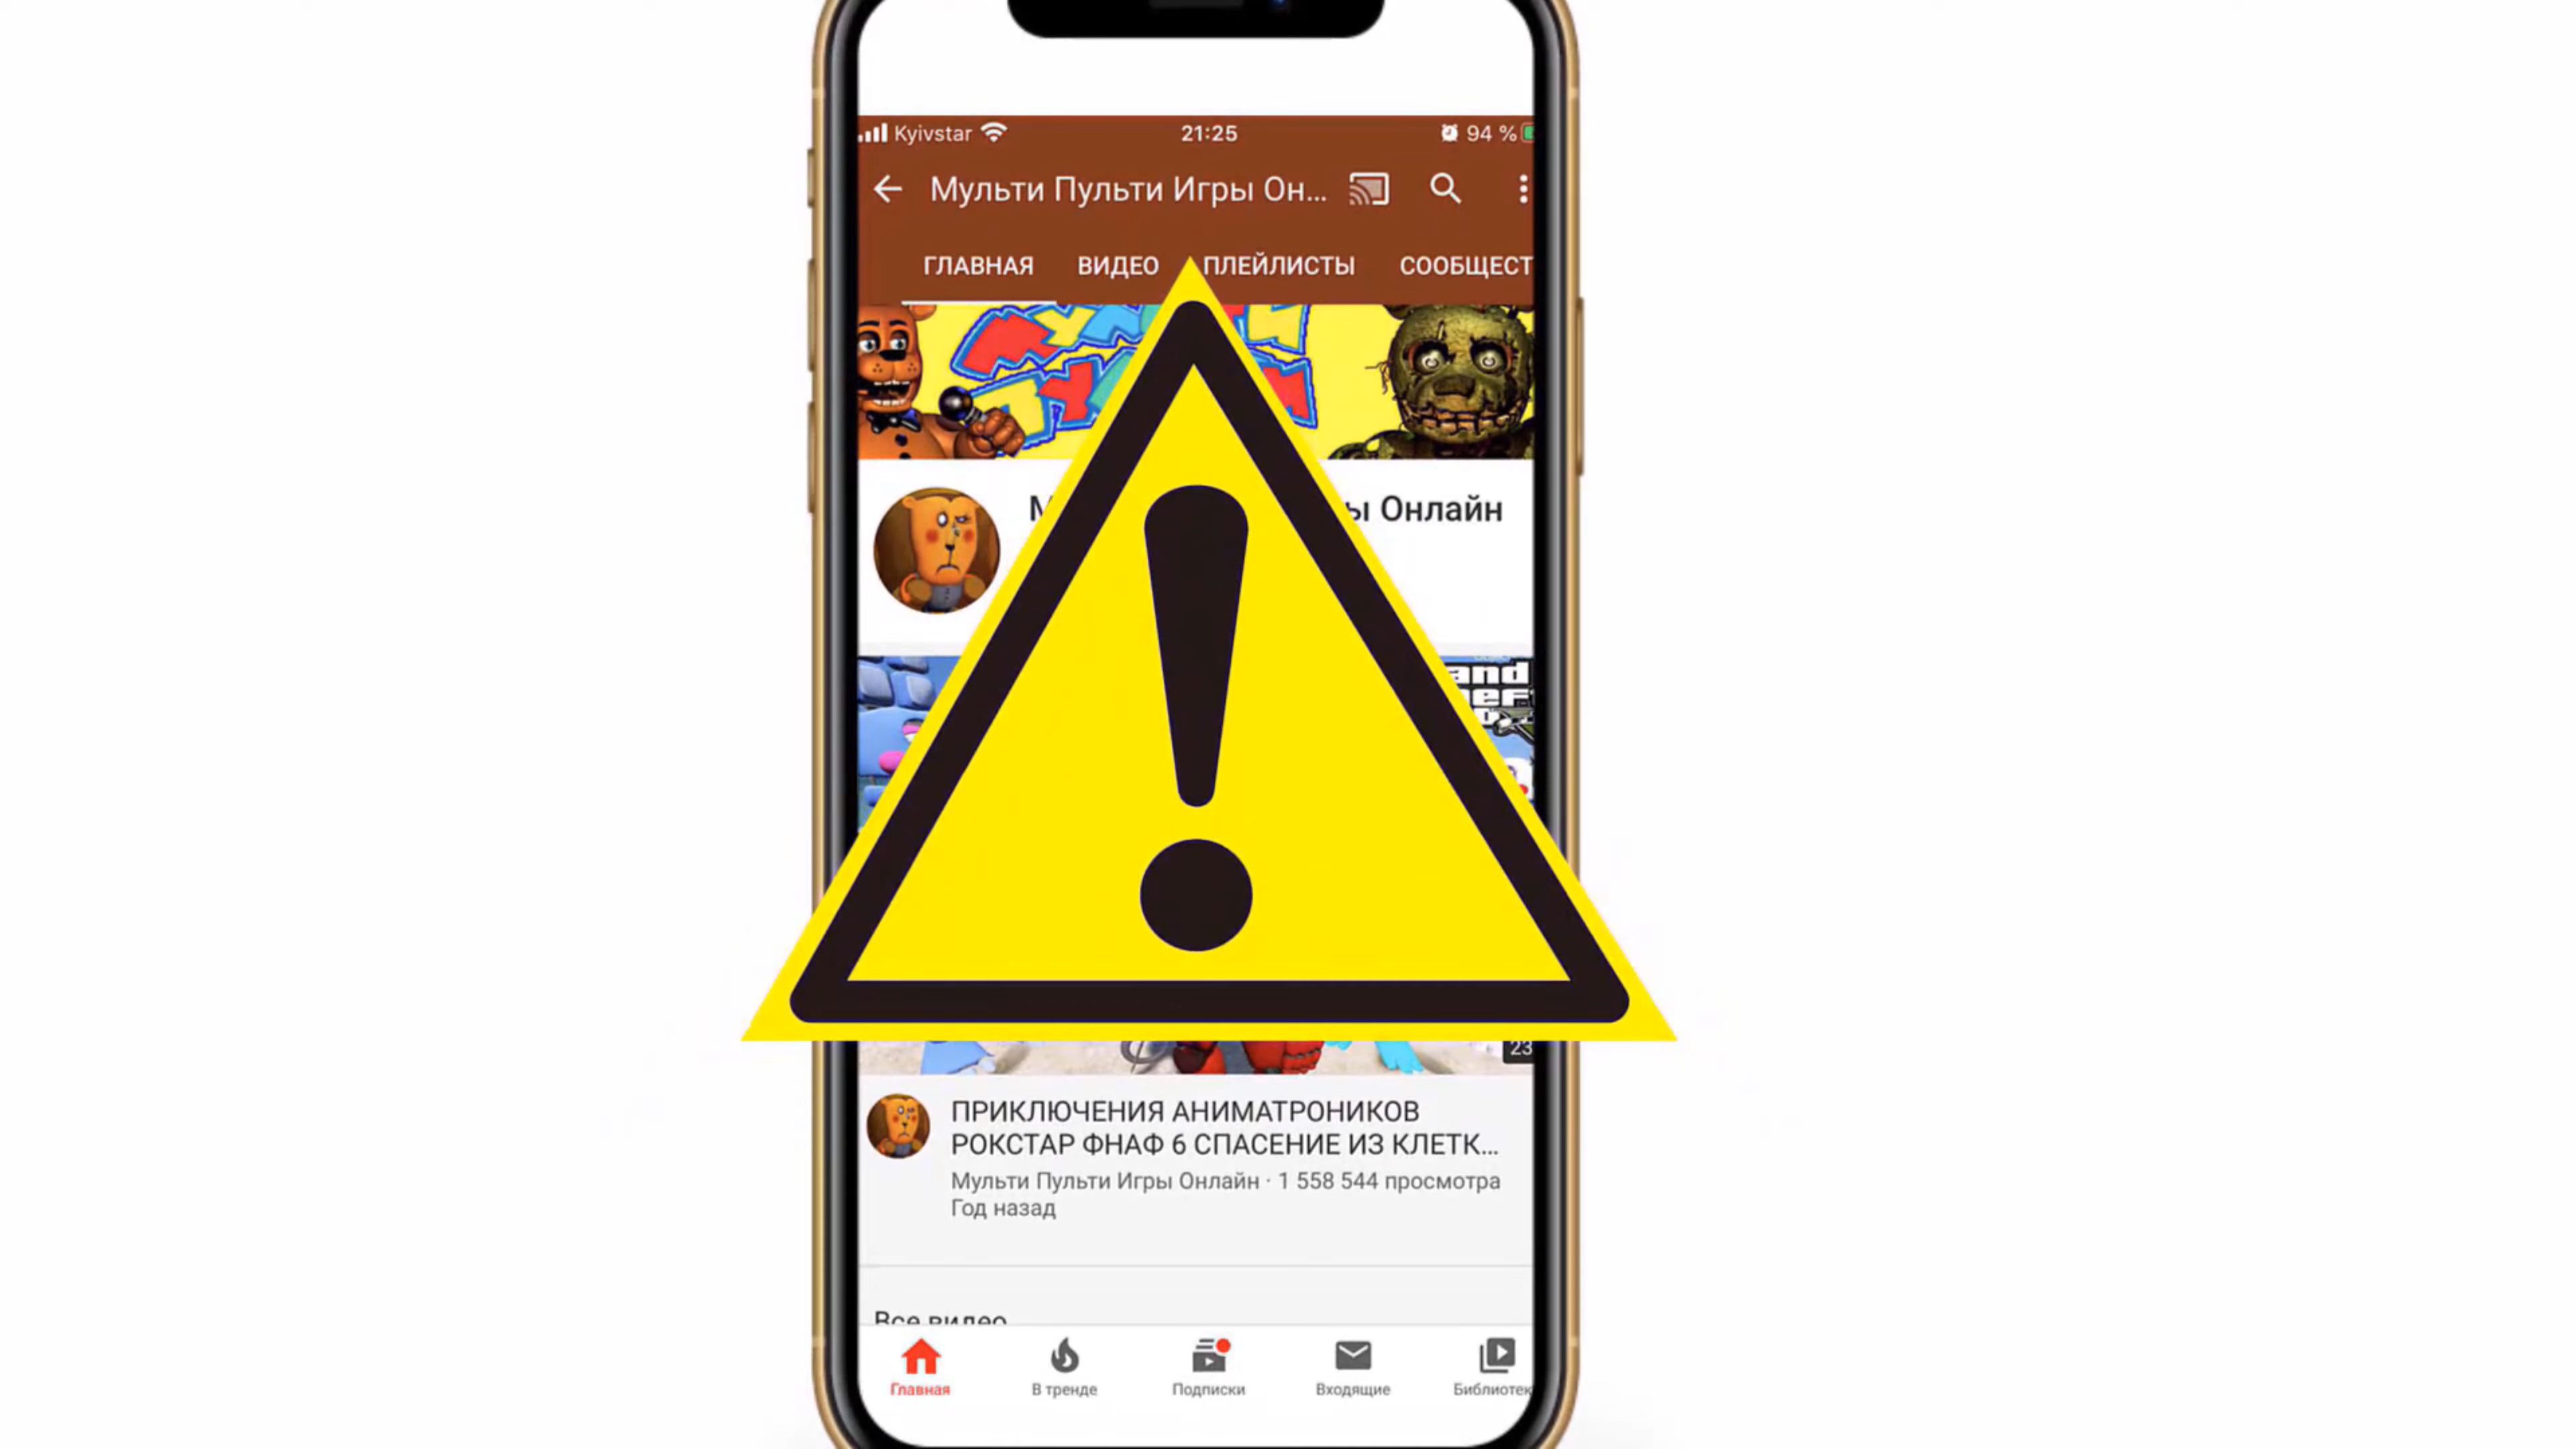 Kyivstar 21:25 94 %
Мульти Пульти Игры Он...
ГЛАВНАЯ ВИДЕО ПЛЕЙЛИСТЫ СООБЩЕСТ
Онлайн
and
23
ПРИКЛЮЧЕНИЯ АНИМАТРОНИКОВ
РОКСТАР ФНАФ 6 СПАСЕНИЕ ИЗ КЛЕТК...
Мульти Пульти Игры Онлайн · 1 558 544 просмотра
Год назад
Все видео
Главная В тренде Подписки Входящие Библиотек